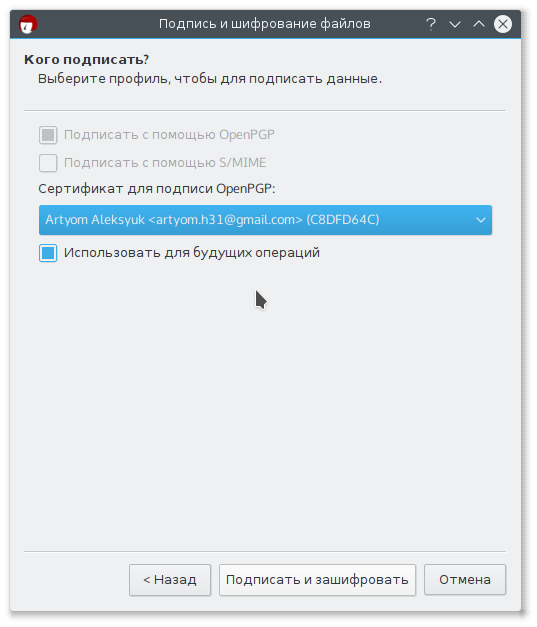 Подпись и шифрование файлов
Кого подписать?
Выберите профиль, чтобы для подписать данные.
Подписать с помощью OpenPGP
Подписать с помощью S/MIME
Сертификат для подписи OpenPGP:
Artyom Aleksyuk <artyom.h31@gmail.com> (C8DFD64C)
Использовать для будущих операций
< Назад
Подписать и зашифровать
Отмена